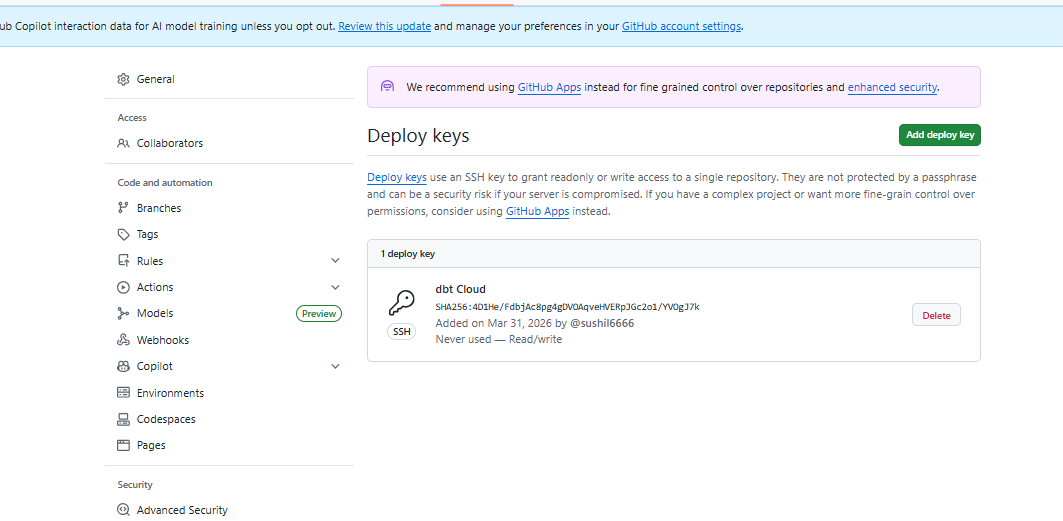 ub Copilot interaction data for AI model training unless you opt out. Review this update and manage your preferences in your GitHub account settings.
General
Access
Collaborators
Code and automation
Branches
Tags
Rules
Actions
Models
Preview
Webhooks
Copilot
Environments
Codespaces
Pages
Security
Advanced Security
We recommend using GitHub Apps instead for fine grained control over repositories and enhanced security.
Deploy keys
Add deploy key
Deploy keys use an SSH key to grant readonly or write access to a single repository. They are not protected by a passphrase
and can be a security risk if your server is compromised. If you have a complex project or want more fine-grain control over
permissions, consider using GitHub Apps instead.
1 deploy key
dbt Cloud
SHA256:4D1He/FdbjAc8pg4gDVOAqveHVERpJGc2o1/YVOgJ7k
SSH
Added on Mar 31, 2026 by @sushil6666
Never used — Read/write
Delete